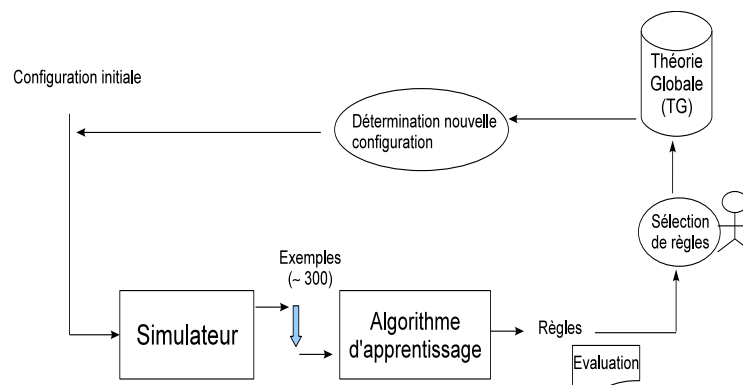 Configuration initiale
Théorie
Globale
(TG)
Détermination nouvelle
configuration
Sélection
de règles
Exemples
(~ 300)
Simulateur
Algorithme
d'apprentissage
Règles
Evaluation